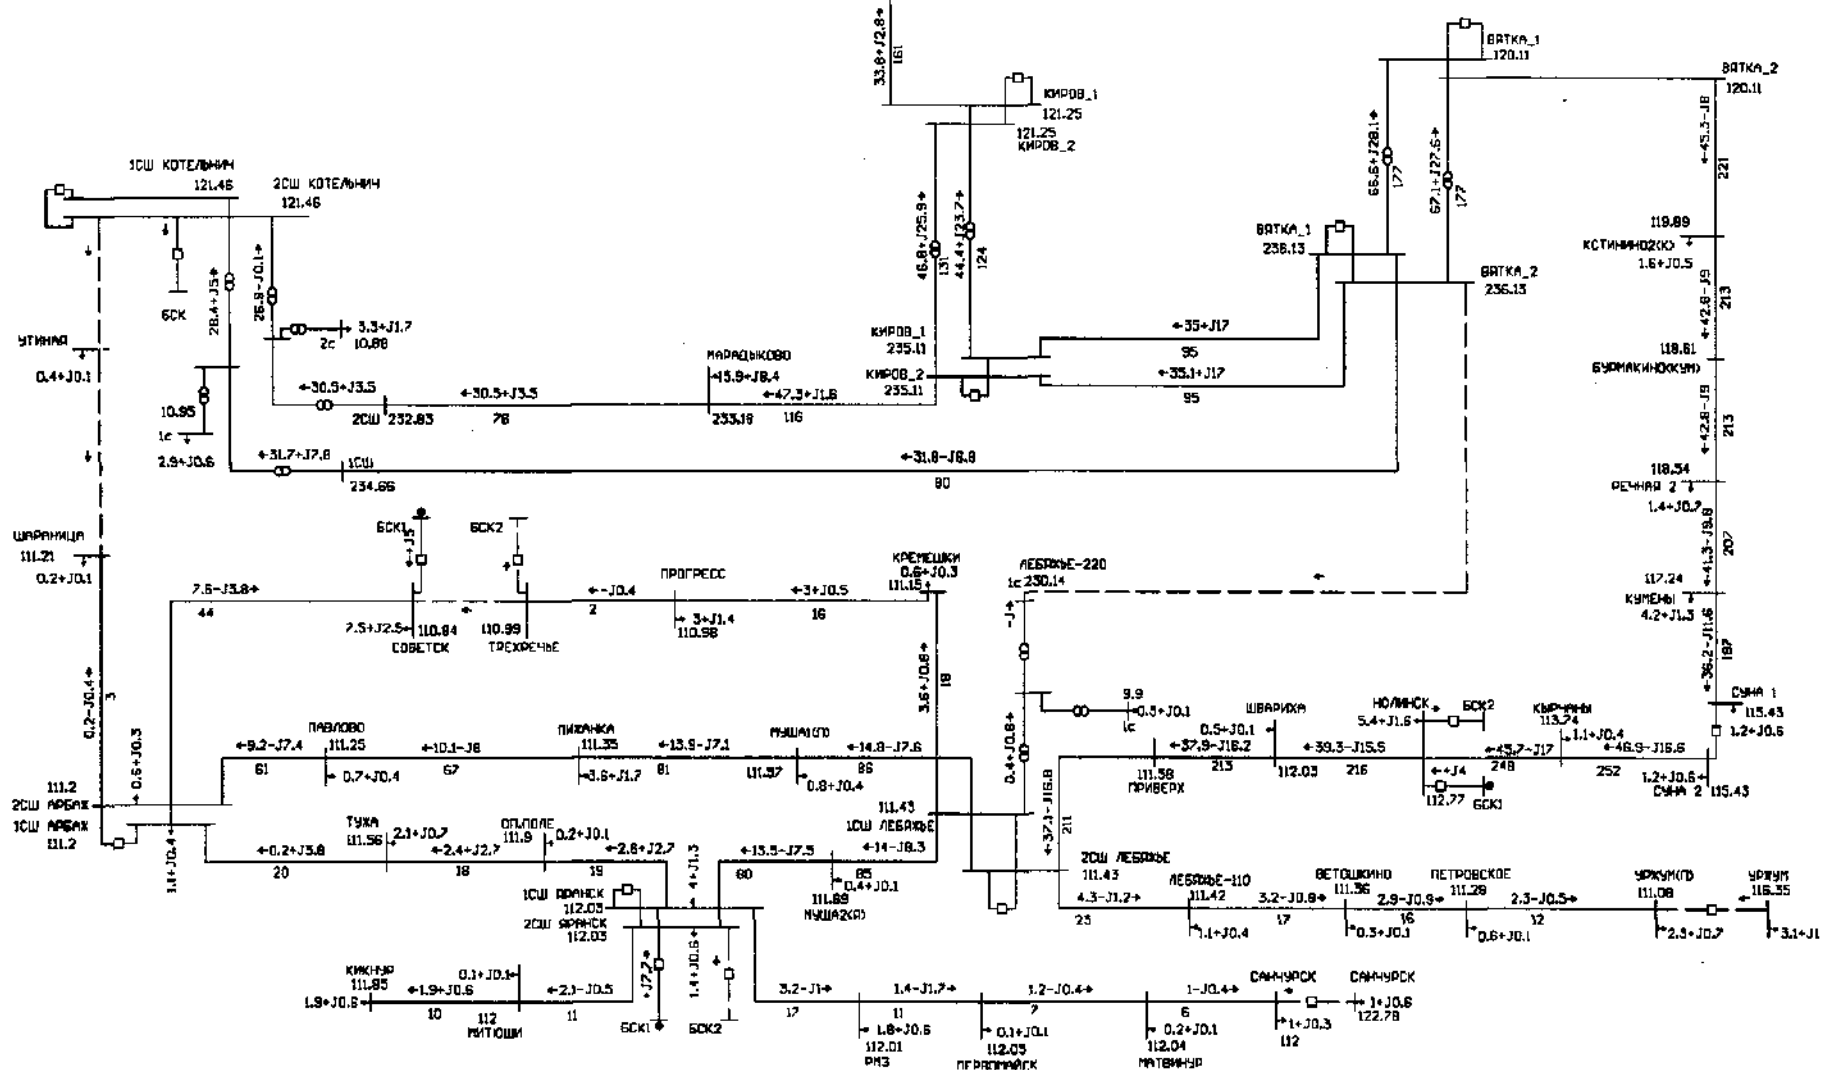 33.8+J2.8→
161
КИРОВ_1
121.25
121.25
КИРОВ_2
ВЯТКА_1
120.11
ВЯТКА_2
120.11
1СШ КОТЕЛЬНИЧ
121.46
2СШ КОТЕЛЬНИЧ
121.46
БСК
28.4+J5→
26.9-J0.1→
2с
3.3+J1.7
10.88
46.8+J25.9→
131
44.4+J23.7→
124
66.6+J28.1→
177
67.1+J27.6→
177
←45.5-J8
221
119.89
КСТИНИНО2(К)
1.6+J0.5
←42.8-J9
213
118.61
БУРМАКИНО(КУМ)
←42.8-J9
213
118.34
РЕЧНАЯ 2
1.4+J0.7
←41.3-J9.8
207
117.24
КУМЕНЫ
4.2+J1.3
←36.2-J11.6
187
СУНА 1
115.43
1.2+J0.6
ВЯТКА_1
236.13
ВЯТКА_2
236.13
УТИНАЯ
0.4+J0.1
10.95
1с
2.9+J0.6
←30.5+J3.5
2СШ 232.83
←30.5+J3.5
76
МАРАДЫКОВО
15.9+J8.4
233.18
←47.3+J1.6
116
КИРОВ_1
235.11
КИРОВ_2
235.11
←35+J17
95
←35.1+J17
95
←31.7+J7.8
1СШ
234.66
←31.8-J6.8
80
ШАРАНИЦА
111.21
0.2+J0.1
7.6-J3.8→
44
БСК1
←J5
БСК2
7.5+J2.5
110.84
СОВЕТСК
110.99
ТРЕХРЕЧЬЕ
←-J0.4
2
ПРОГРЕСС
3+J1.4
110.98
←3+J0.5
16
КРЕМЕШКИ
0.6+J0.3
111.15
3.6+J0.8→
18
ЛЕБЯЖЬЕ-220
1с 230.14
-J→
0.4+J0.8→
9.9
0.5+J0.1
1с
0.2-J0.4→
3
0.6+J0.3
111.2
2СШ АРБАЖ
1СШ АРБАЖ
111.2
1.1+J0.4
←9.2-J7.4
61
ПАВЛОВО
111.25
0.7+J0.4
←10.1-J8
67
ПИЖАНКА
111.35
3.6+J1.7
←13.9-J7.1
81
МУША1(Л)
111.37
0.8+J0.4
←14.8-J7.6
86
111.43
1СШ ЛЕБЯЖЬЕ
←37.1-J16.8
211
111.58
ПРИВЕРХ
←37.9-J16.2
213
ШВАРИХА
0.5+J0.1
112.03
←39.3-J15.5
216
НОЛИНСК
5.4+J1.6
БСК2
←+J4
112.77
БСК1
←45.7-J17
248
КЫРЧАНЫ
113.74
1.1+J0.4
←46.9-J16.6
252
1.2+J0.6
СУНА 2
115.43
←0.2+J3.8
20
ТУЖА
111.56
2.1+J0.7
←2.4+J2.7
18
ОП.ПОЛЕ
111.9
0.2+J0.1
←2.6+J2.7
19
4+J1.3
←13.5-J7.5
80
111.69
МУША2(Я)
0.4+J0.1
←14-J8.3
85
1СШ ЯРАНСК
112.03
2СШ ЯРАНСК
112.03
2СШ ЛЕБЯЖЬЕ
111.43
4.3-J1.2→
23
ЛЕБЯЖЬЕ-110
111.42
1.1+J0.4
3.2-J0.8→
17
ВЕТОШКИНО
111.36
0.3+J0.1
2.9-J0.9→
16
ПЕТРОВСКОЕ
111.29
0.6+J0.1
2.3-J0.5→
12
УРЖУМ(П)
111.08
2.3+J0.7
УРЖУМ
116.35
3.1+J1
КИКНУР
111.85
1.9+J0.6
←1.9+J0.6
10
0.1+J0.1
112
МИТЮШИ
←2.1-J0.5
11
+J7.7→
БСК1
1.4+J0.6
БСК2
3.2-J1→
17
1.8+J0.6
112.01
РМЗ
1.4-J1.7→
11
0.1+J0.1
112.03
ПЕРВОМАЙСК
1.2-J0.4→
7
0.2+J0.1
112.04
МАТВИНУР
1-J0.4→
6
САНЧУРСК
1+J0.3
112
САНЧУРСК
1+J0.6
122.78